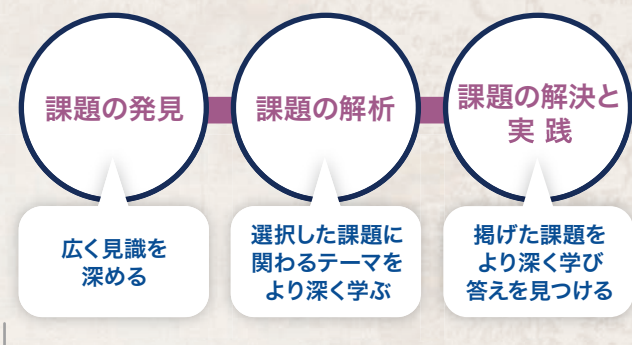 課題の発見
課題の解析
課題の解決と
実 践
広く見識を
深める
選択した課題に
関わるテーマを
より深く学ぶ
掲げた課題を
より深く学び
答えを見つける